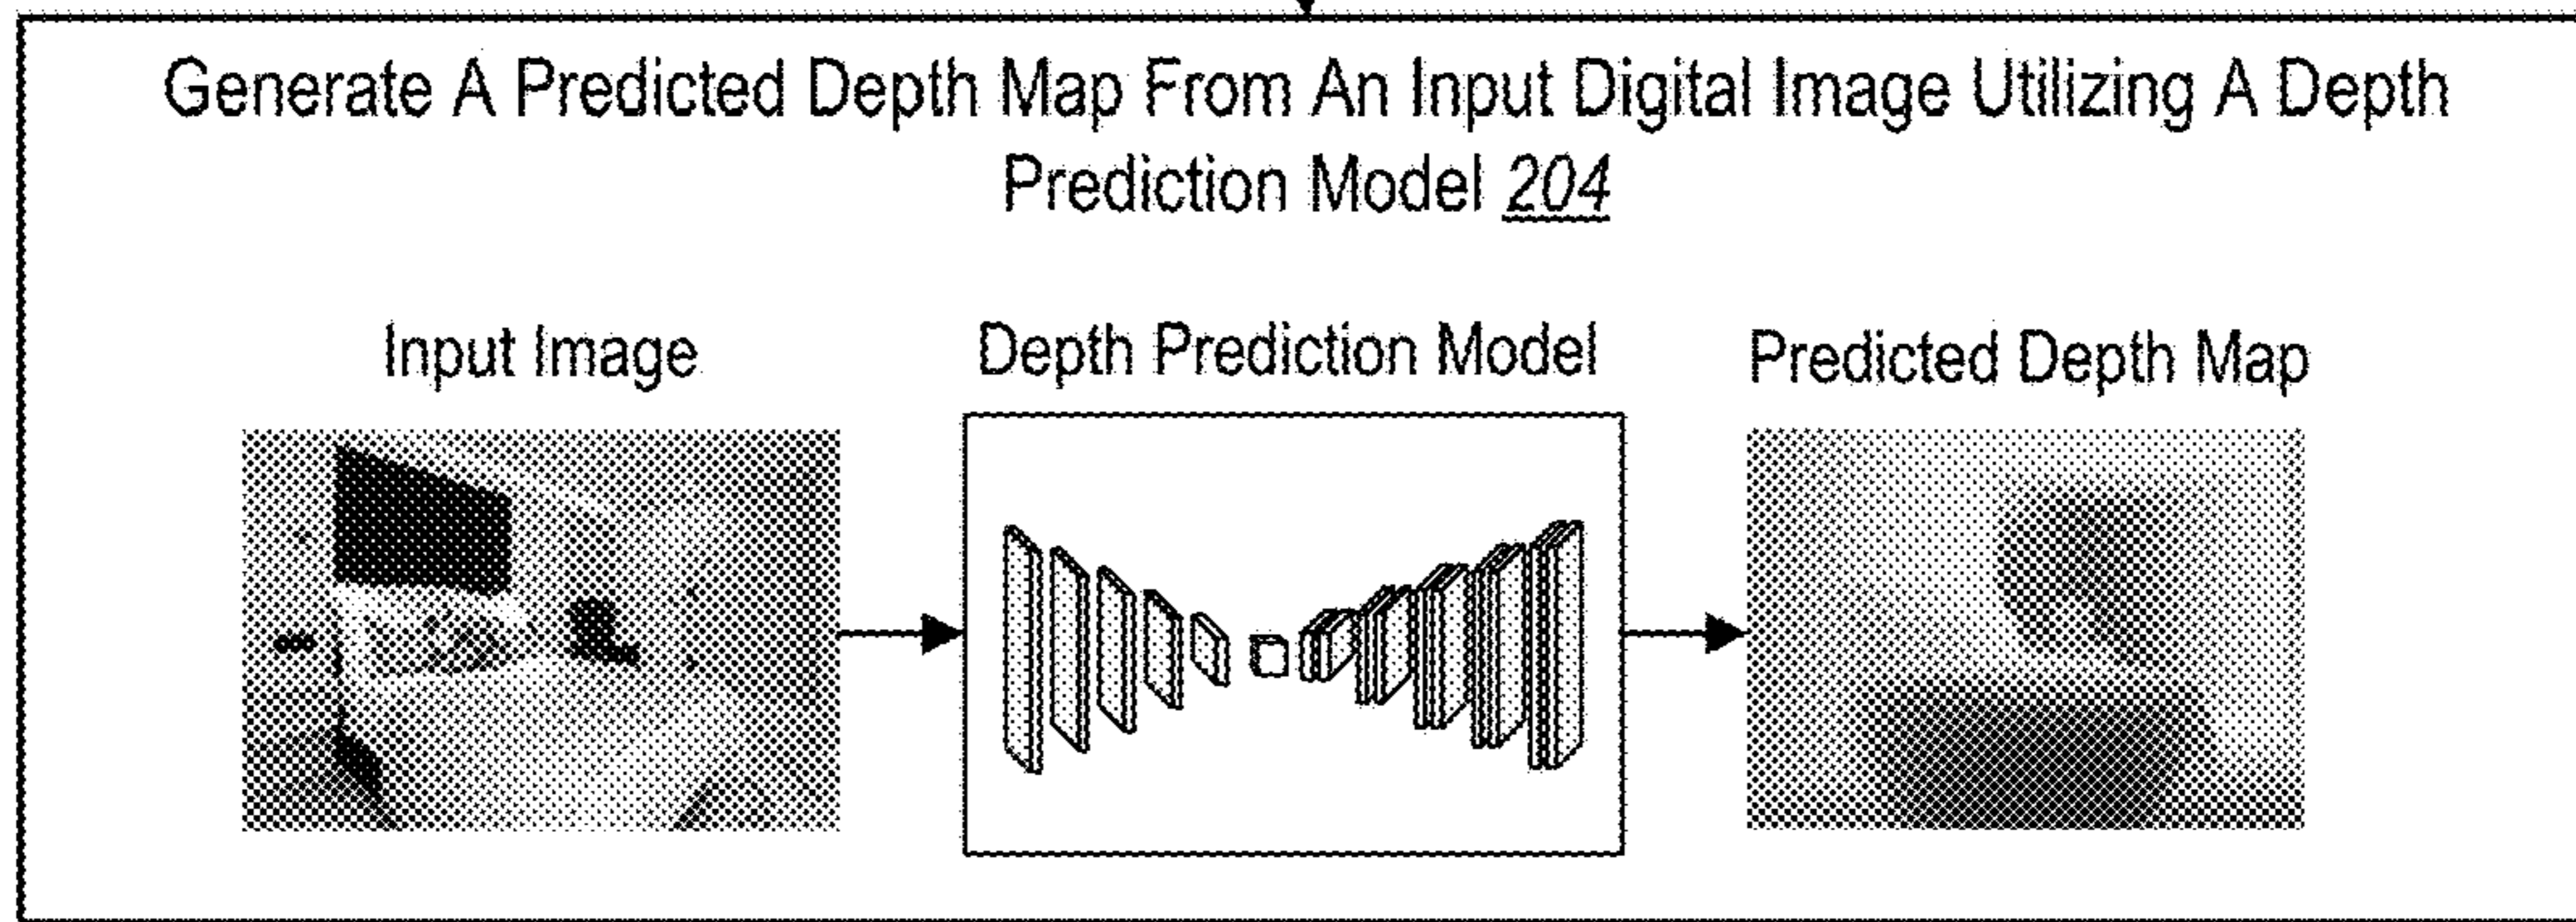 Generate A Predicted Depth Map From An Input Digital Image Utilizing A Depth
Prediction Model 204
Input Image
Depth Prediction Model
Predicted Depth Map